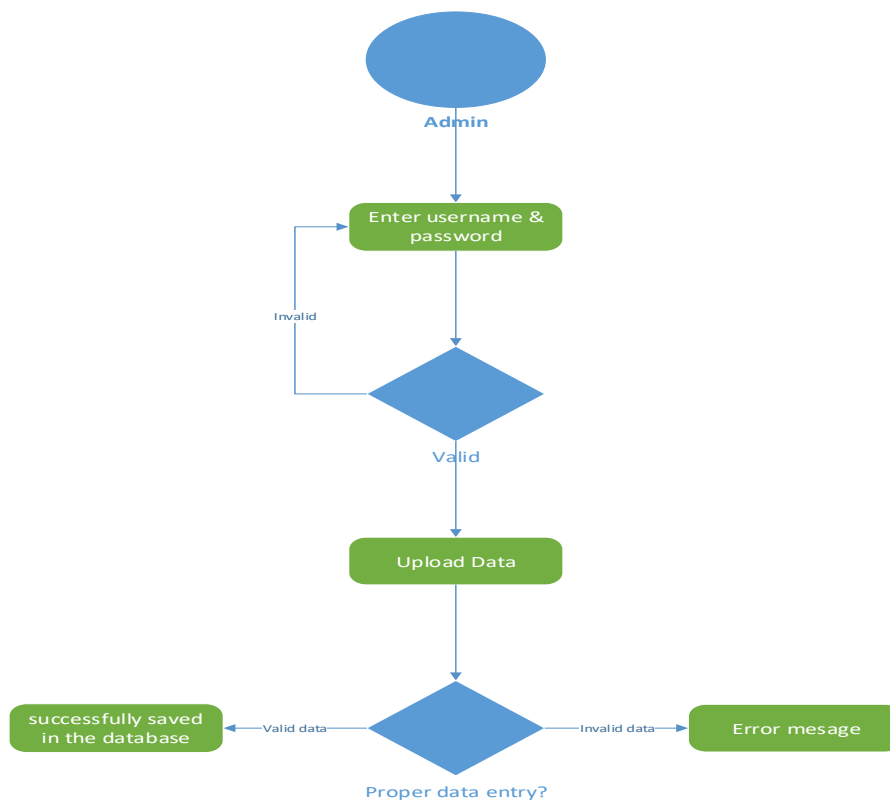 Admin
Enter username &
password
Invalid
Valid
Upload Data
successfully saved
in the database
Valid data
Invalid data
Error mesage
Proper data entry?